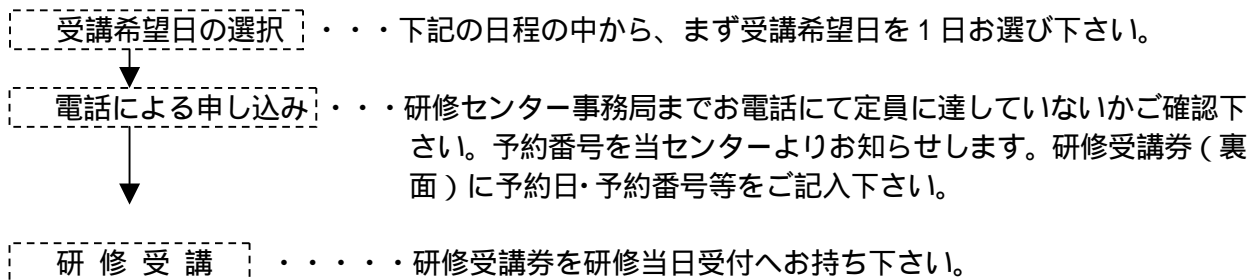 受講希望日の選択 ・・・下記の日程の中から、まず受講希望日を1日お選び下さい。
電話による申し込み ・・・研修センター事務局までお電話にて定員に達していないかご確認下
さい。予約番号を当センターよりお知らせします。研修受講券(裏
面)に予約日・予約番号等をご記入下さい。
研 修 受 講 ・・・・・研修受講券を研修当日受付へお持ち下さい。